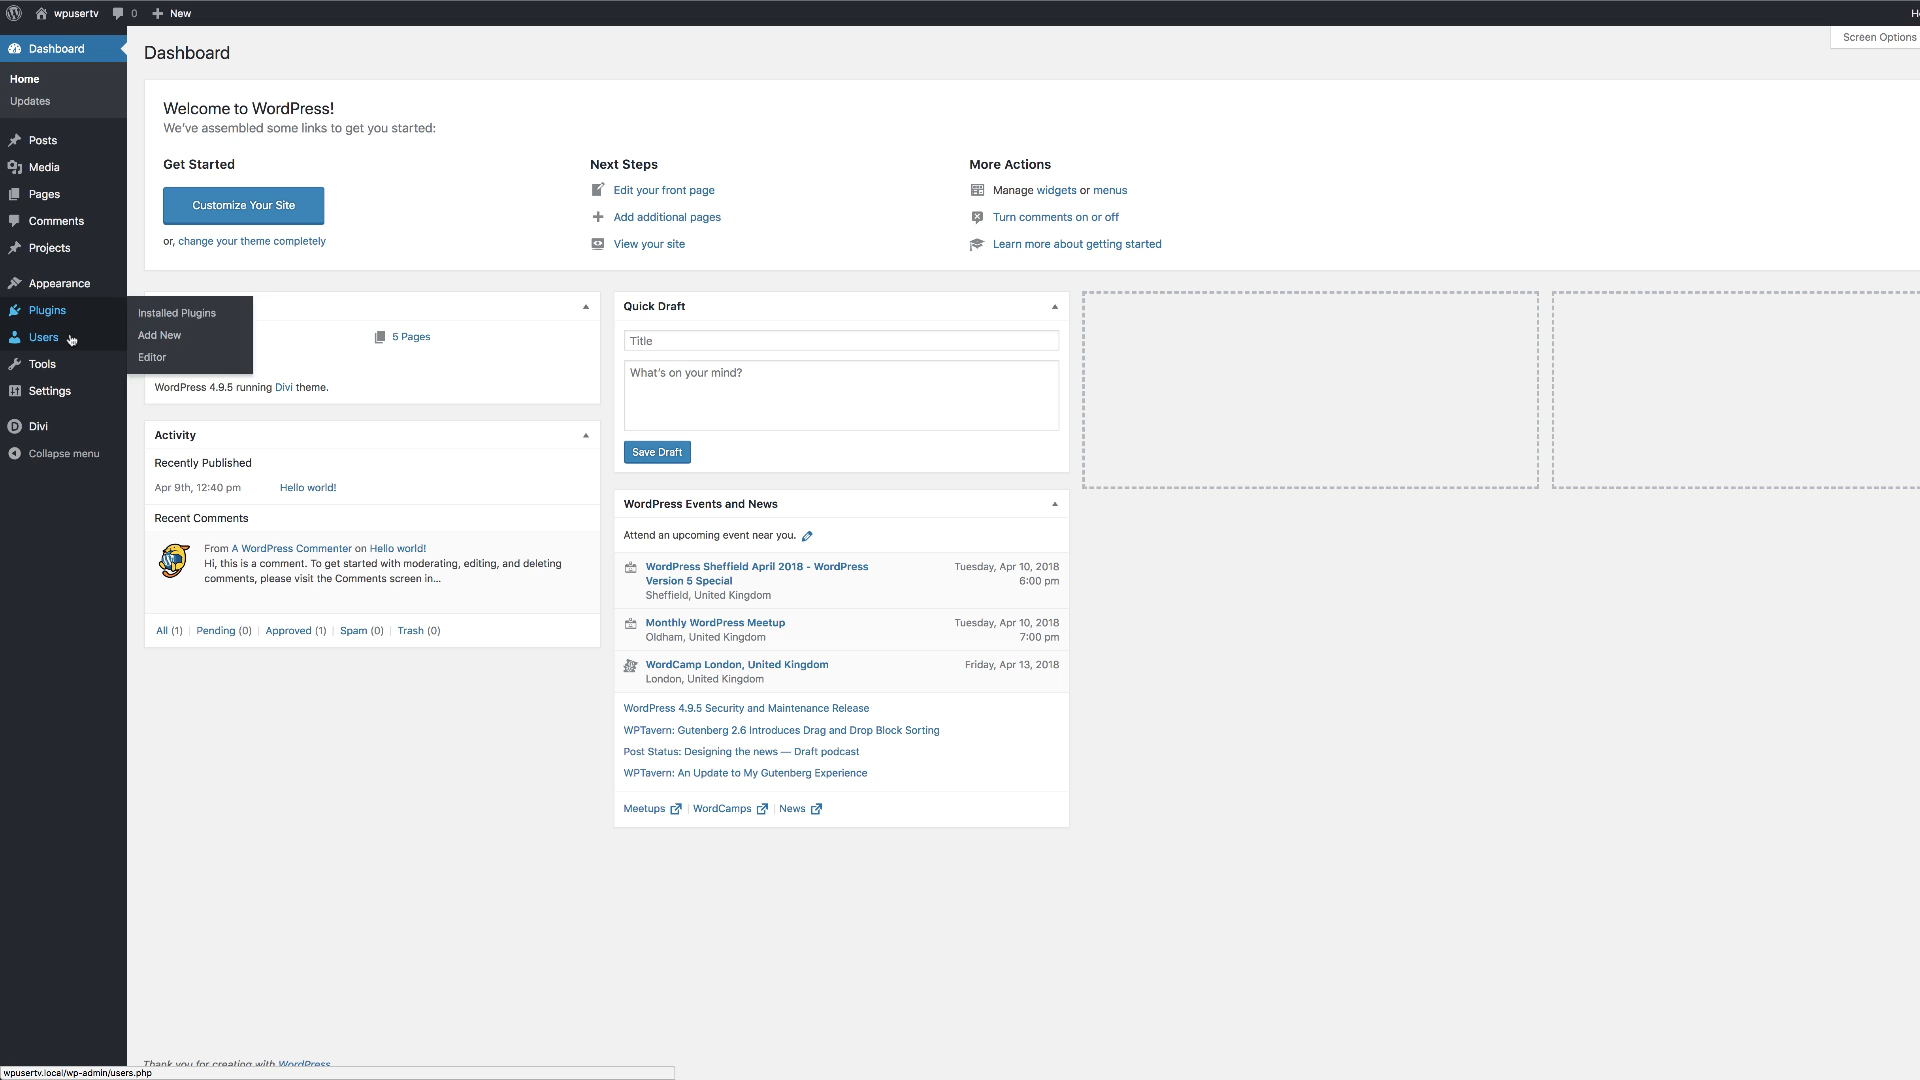 wpusertv 0 New H
Screen Options
Dashboard
Home
Updates
Posts
Media
Pages
Comments
Projects
Appearance
Plugins
Users
Tools
Settings
Divi
Collapse menu
Installed Plugins
Add New
Editor
Dashboard
Welcome to WordPress!
We've assembled some links to get you started:
Get Started
Customize Your Site
or, change your theme completely
Next Steps
Edit your front page
Add additional pages
View your site
More Actions
Manage widgets or menus
Turn comments on or off
Learn more about getting started
5 Pages
WordPress 4.9.5 running Divi theme.
Activity
Recently Published
Apr 9th, 12:40 pm Hello world!
Recent Comments
From A WordPress Commenter on Hello world!
Hi, this is a comment. To get started with moderating, editing, and deleting
comments, please visit the Comments screen in...
All (1) | Pending (0) | Approved (1) | Spam (0) | Trash (0)
Quick Draft
Title
What's on your mind?
Save Draft
WordPress Events and News
Attend an upcoming event near you.
WordPress Sheffield April 2018 - WordPress Tuesday, Apr 10, 2018
Version 5 Special 6:00 pm
Sheffield, United Kingdom
Monthly WordPress Meetup Tuesday, Apr 10, 2018
Oldham, United Kingdom 7:00 pm
WordCamp London, United Kingdom Friday, Apr 13, 2018
London, United Kingdom
WordPress 4.9.5 Security and Maintenance Release
WPTavern: Gutenberg 2.6 Introduces Drag and Drop Block Sorting
Post Status: Designing the news — Draft podcast
WPTavern: An Update to My Gutenberg Experience
Meetups | WordCamps | News
Thank you for creating with WordPress
wpusertv.local/wp-admin/users.php